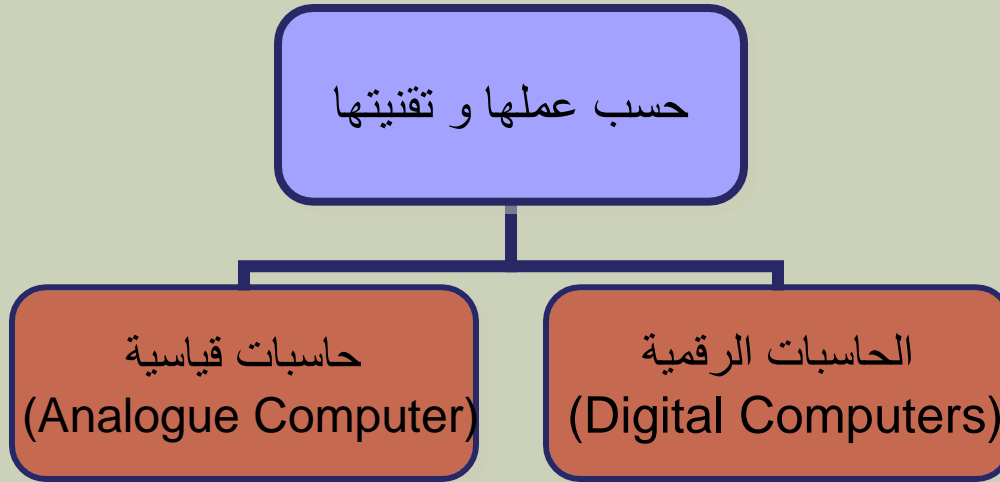 حسب عملها و تقنيتها
الحاسبات الرقمية
(Digital Computers)
حاسبات قياسية
(Analogue Computer)